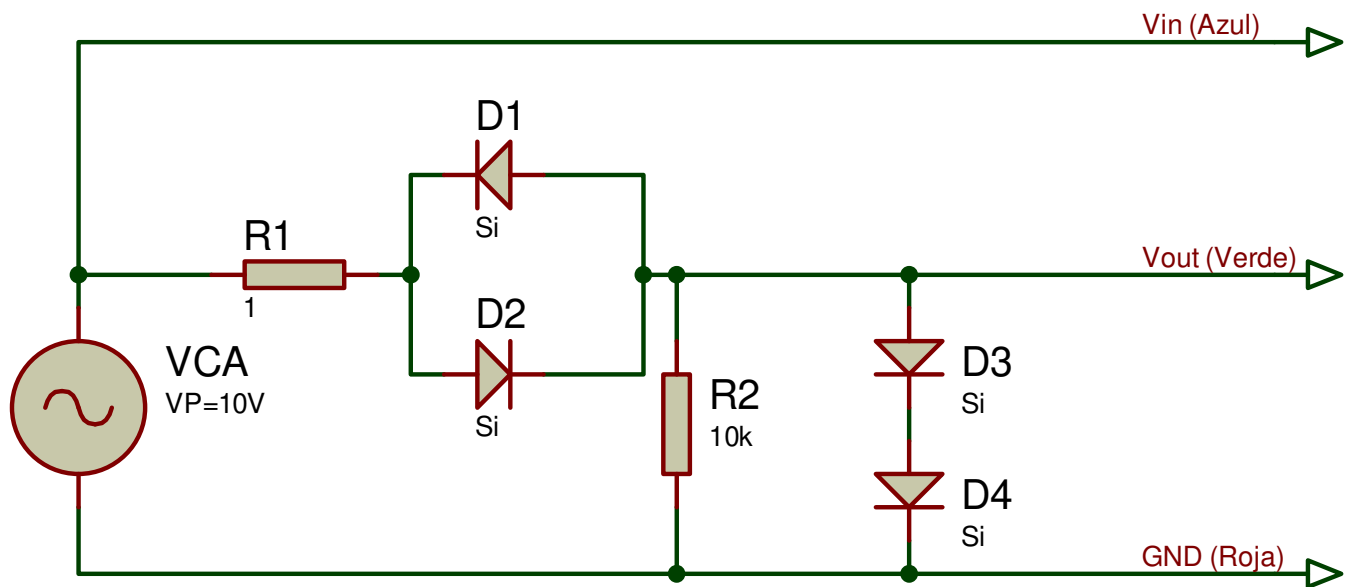 Vin (Azul)
D1
Si
R1
1
Vout (Verde)
D2
Si
VCA
VP=10V
R2
10k
D3
Si
D4
Si
GND (Roja)